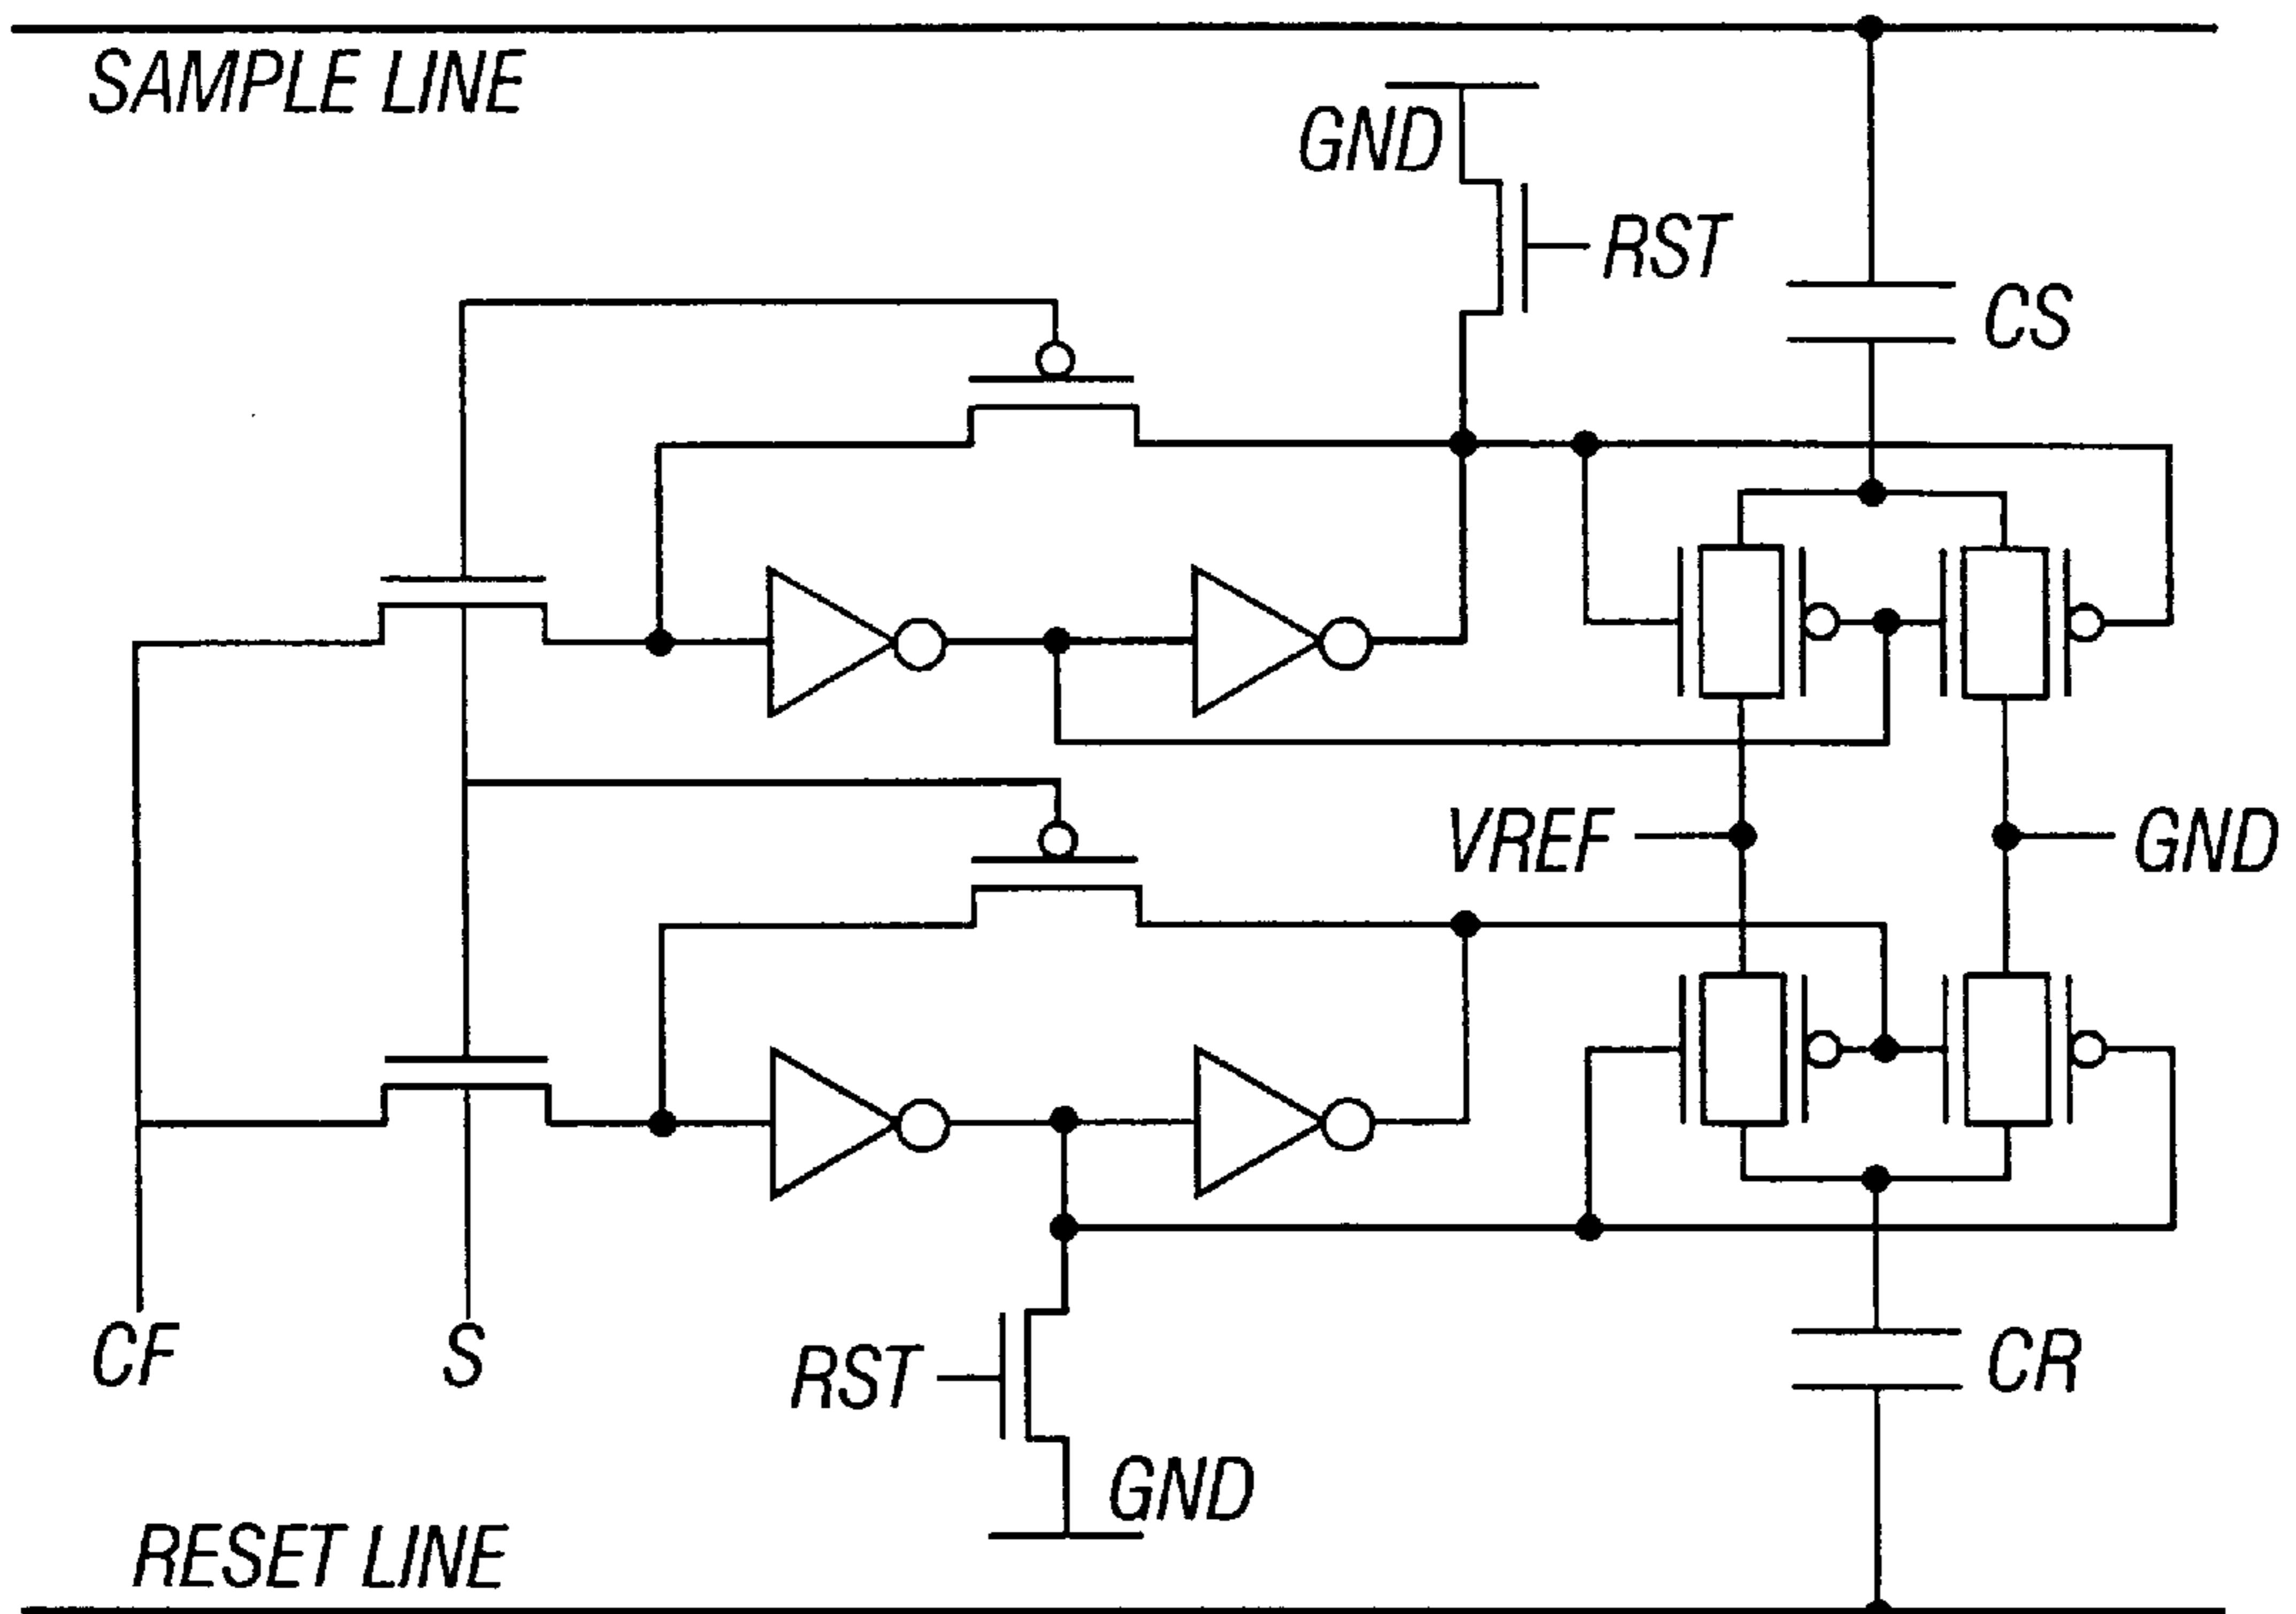 SAMPLE LINE
GND
RST
CS
VREF
GND
CF
S
RST
CR
GND
RESET LINE